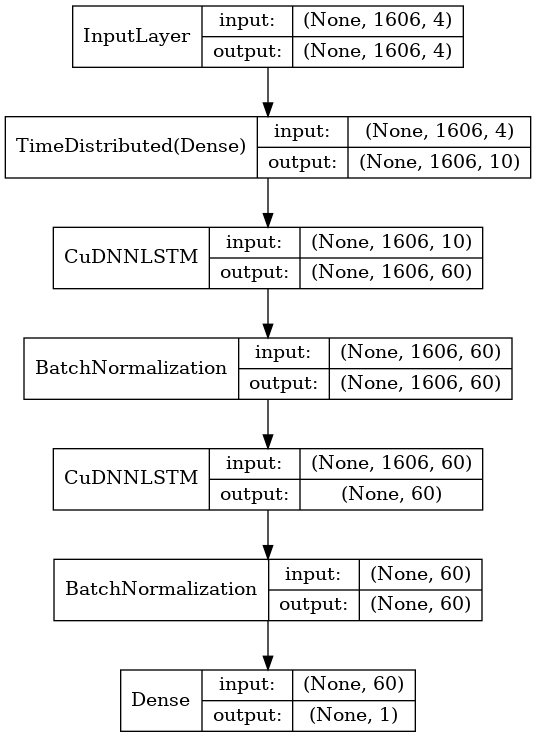 InputLayer
input: (None, 1606, 4)
output: (None, 1606, 4)
TimeDistributed(Dense)
input: (None, 1606, 4)
output: (None, 1606, 10)
CuDNNLSTM
input: (None, 1606, 10)
output: (None, 1606, 60)
BatchNormalization
input: (None, 1606, 60)
output: (None, 1606, 60)
CuDNNLSTM
input: (None, 1606, 60)
output: (None, 60)
BatchNormalization
input: (None, 60)
output: (None, 60)
Dense
input: (None, 60)
output: (None, 1)